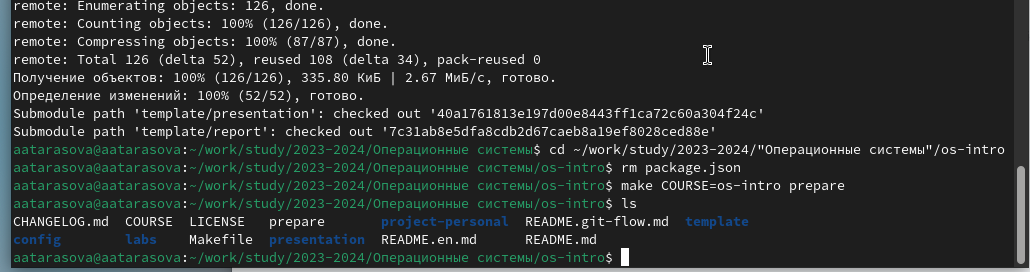 remote: Enumerating objects: 126, done.
remote: Counting objects: 100% (126/126), done.
remote: Compressing objects: 100% (87/87), done.
remote: Total 126 (delta 52), reused 108 (delta 34), pack-reused 0
Получение объектов: 100% (126/126), 335.80 КиБ | 2.67 МиБ/с, готово.
Определение изменений: 100% (52/52), готово.
Submodule path 'template/presentation': checked out '40a1761813e197d00e8443ff1ca72c60a304f24c'
Submodule path 'template/report': checked out '7c31ab8e5dfa8cdb2d67caeb8a19ef8028ced88e'
aatarasova@aatarasova:~/work/study/2023-2024/Операционные системы$ cd ~/work/study/2023-2024/"Операционные системы"/os-intro
aatarasova@aatarasova:~/work/study/2023-2024/Операционные системы/os-intro$ rm package.json
aatarasova@aatarasova:~/work/study/2023-2024/Операционные системы/os-intro$ make COURSE=os-intro prepare
aatarasova@aatarasova:~/work/study/2023-2024/Операционные системы/os-intro$ ls
CHANGELOG.md COURSE LICENSE prepare project-personal README.git-flow.md template
config labs Makefile presentation README.en.md README.md
aatarasova@aatarasova:~/work/study/2023-2024/Операционные системы/os-intro$